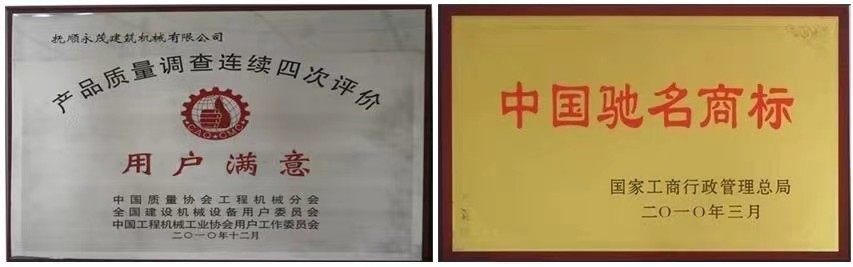 抚顺永茂建筑机械有限公司
产品质量调查连续四次评价
CAQ★CMC
用户满意
中国质量协会工程机械分会
全国建设机械设备用户委员会
中国工程机械工业协会用户工作委员会
二〇一〇年十二月
中国驰名商标
国家工商行政管理总局
二〇一〇年三月